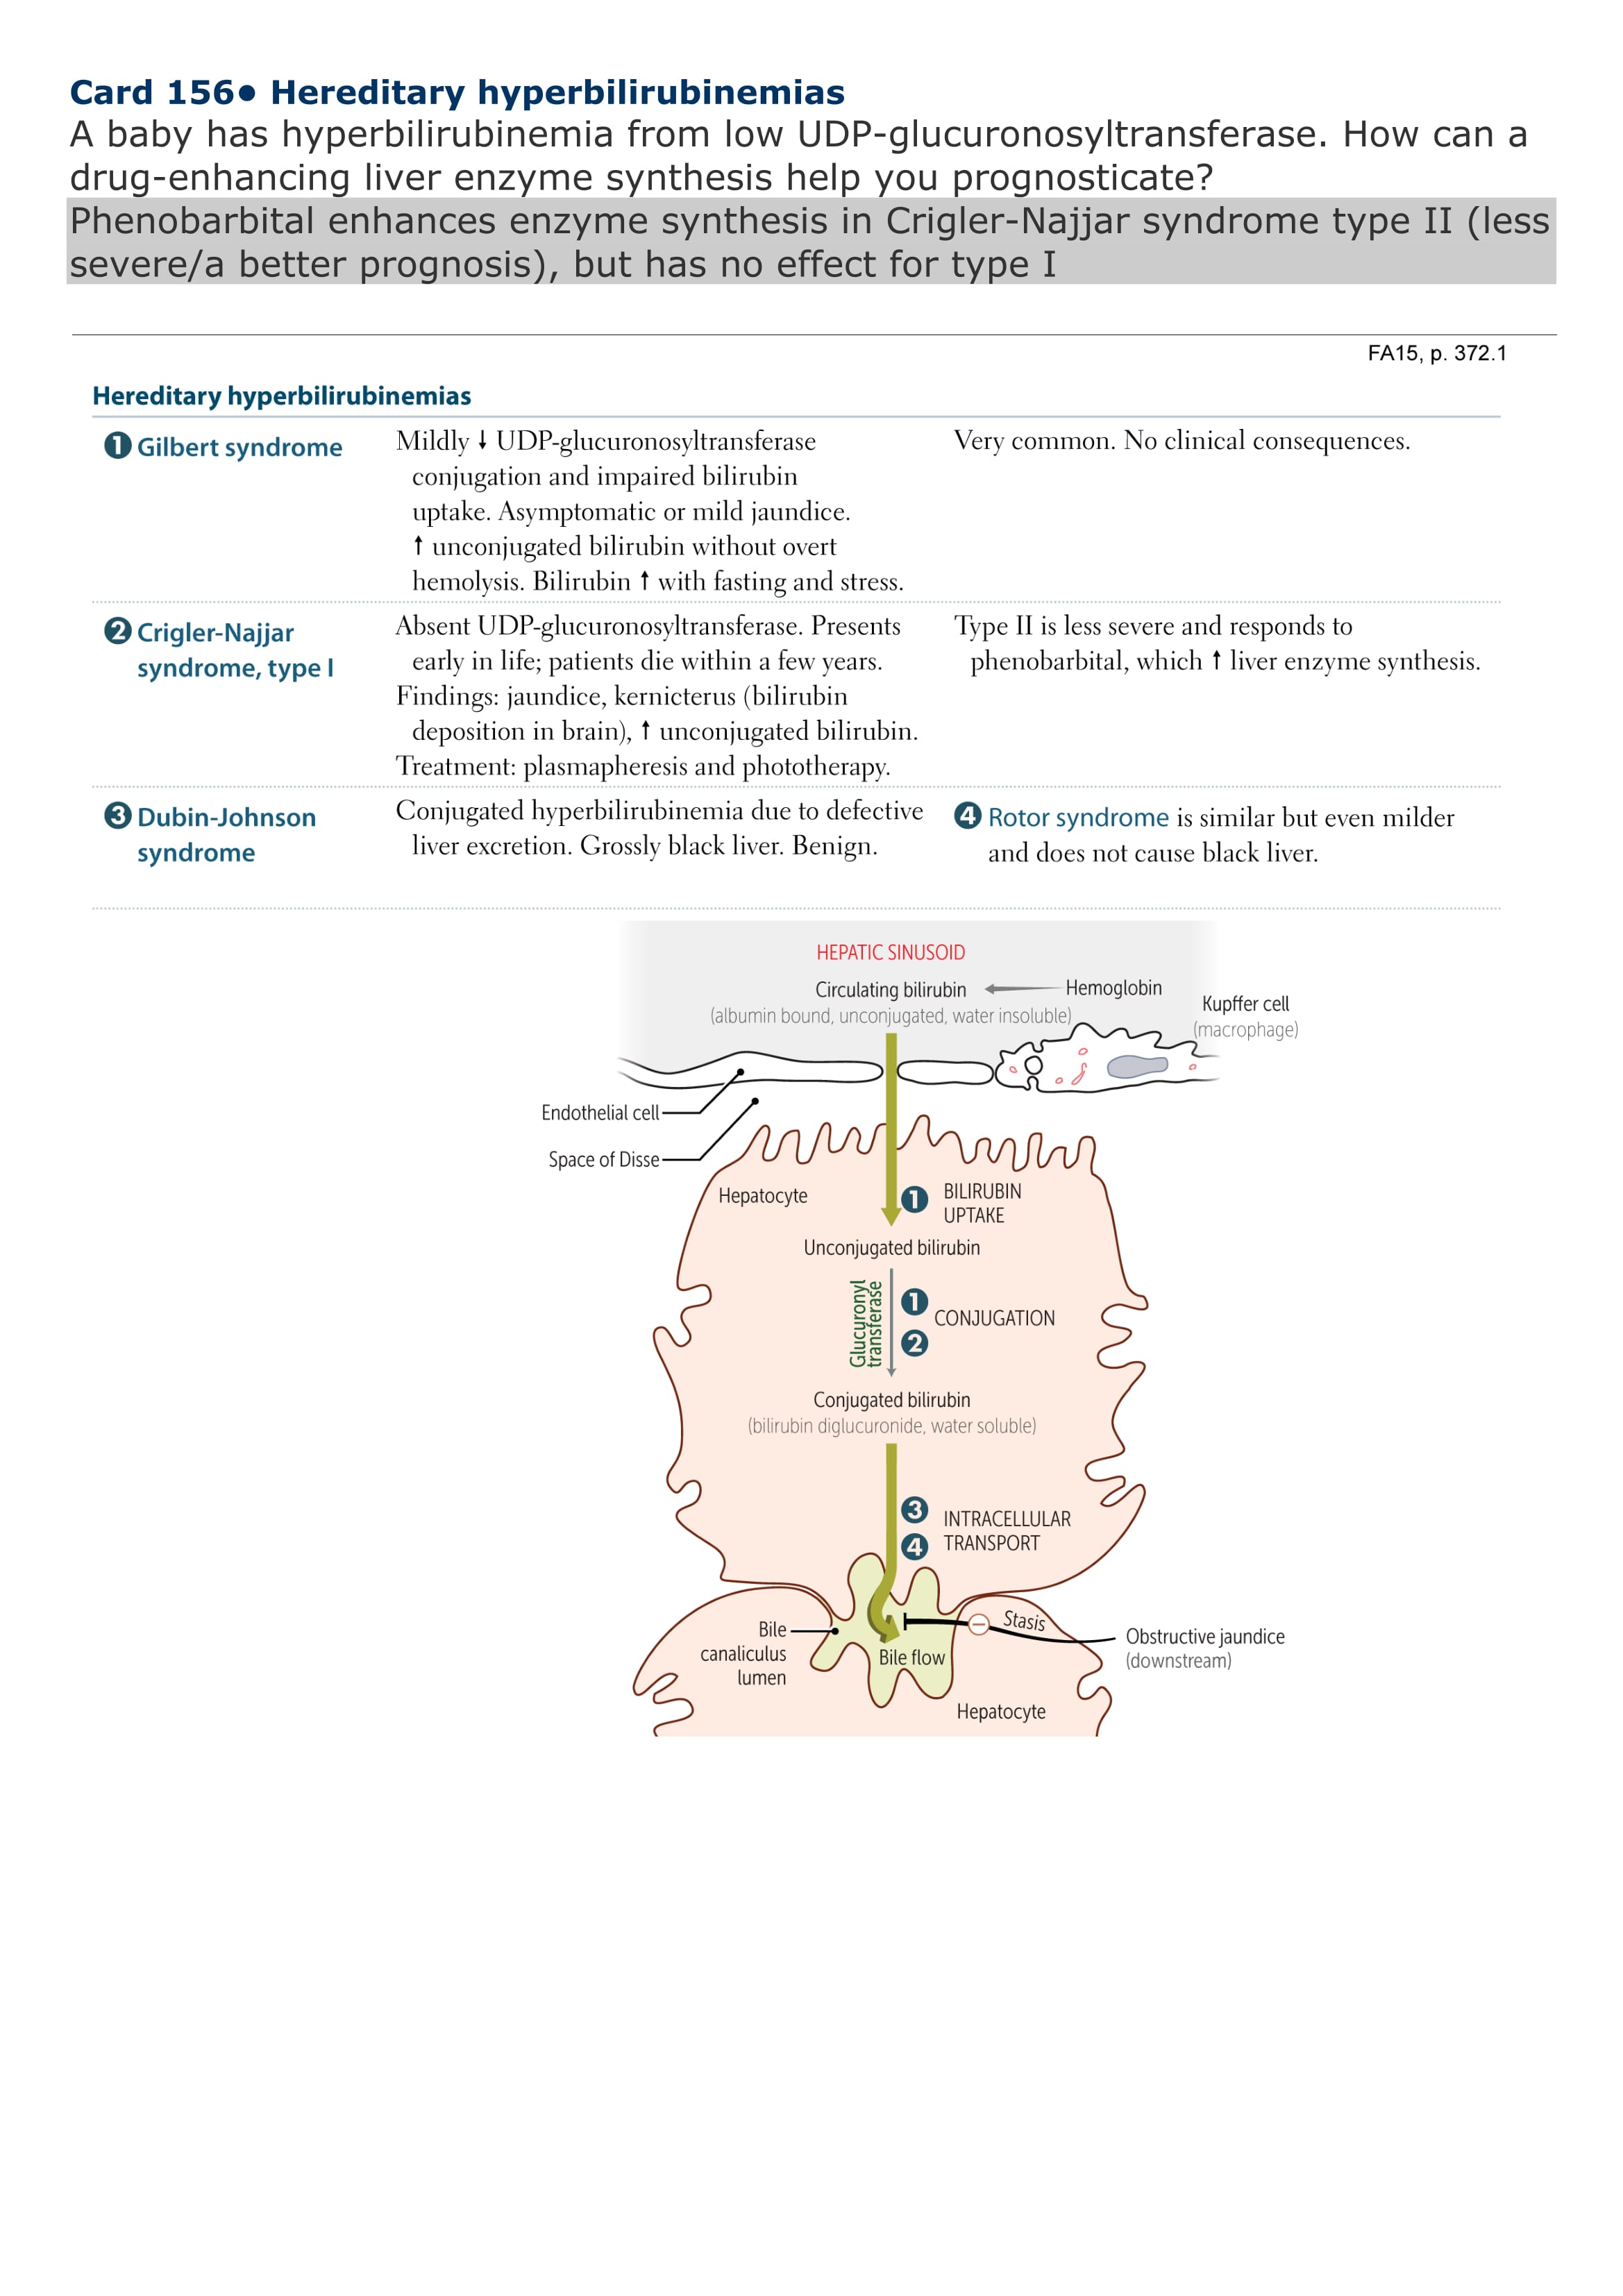 Card 156● Hereditary hyperbilirubinemias
A baby has hyperbilirubinemia from low UDP-glucuronosyltransferase. How can a
drug-enhancing liver enzyme synthesis help you prognosticate?
Phenobarbital enhances enzyme synthesis in Crigler-Najjar syndrome type II (less
severe/a better prognosis), but has no effect for type I
FA15, p. 372.1
Hereditary hyperbilirubinemias
❶ Gilbert syndrome
Mildly ↓ UDP-glucuronosyltransferase
conjugation and impaired bilirubin
uptake. Asymptomatic or mild jaundice.
↑ unconjugated bilirubin without overt
hemolysis. Bilirubin ↑ with fasting and stress.
Very common. No clinical consequences.
❷ Crigler-Najjar
syndrome, type I
Absent UDP-glucuronosyltransferase. Presents
early in life; patients die within a few years.
Findings: jaundice, kernicterus (bilirubin
deposition in brain), ↑ unconjugated bilirubin.
Treatment: plasmapheresis and phototherapy.
Type II is less severe and responds to
phenobarbital, which ↑ liver enzyme synthesis.
❸ Dubin-Johnson
syndrome
Conjugated hyperbilirubinemia due to defective
liver excretion. Grossly black liver. Benign.
❹ Rotor syndrome is similar but even milder
and does not cause black liver.
HEPATIC SINUSOID
Circulating bilirubin
Hemoglobin
(albumin bound, unconjugated, water insoluble)
Kupffer cell
(macrophage)
Endothelial cell
Space of Disse
Hepatocyte
❶ BILIRUBIN
UPTAKE
Unconjugated bilirubin
Glucuronyl
transferase
❶
❷
CONJUGATION
Conjugated bilirubin
(bilirubin diglucuronide, water soluble)
❸
❹
INTRACELLULAR
TRANSPORT
Bile
canaliculus
lumen
Bile flow
Stasis
Obstructive jaundice
(downstream)
Hepatocyte